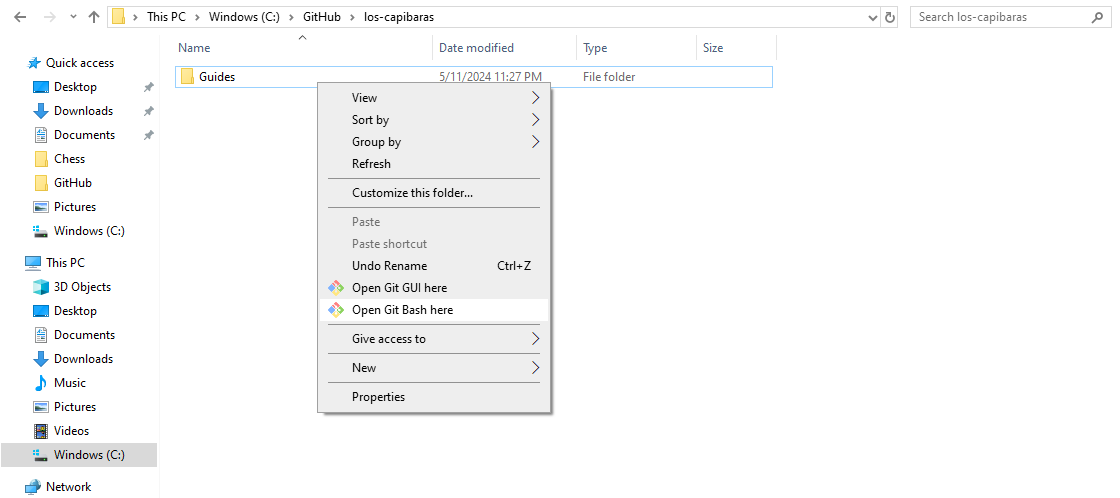 This PC > Windows (C:) > GitHub > los-capibaras
Search los-capibaras
Name Date modified Type Size
Guides 5/11/2024 11:27 PM File folder
Quick access
Desktop
Downloads
Documents
Chess
GitHub
Pictures
Windows (C:)
This PC
3D Objects
Desktop
Documents
Downloads
Music
Pictures
Videos
Windows (C:)
Network
View
Sort by
Group by
Refresh
Customize this folder...
Paste
Paste shortcut
Undo Rename Ctrl+Z
Open Git GUI here
Open Git Bash here
Give access to
New
Properties